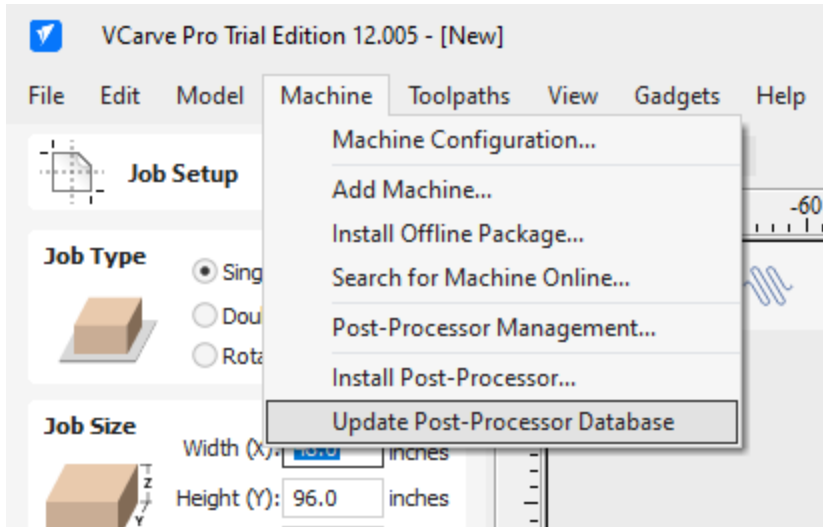 VCarve Pro Trial Edition 12.005 - [New]
File Edit Model Machine Toolpaths View Gadgets Help
Machine Configuration...
Add Machine...
Install Offline Package...
Search for Machine Online...
Post-Processor Management...
Install Post-Processor...
Update Post-Processor Database
Job Setup
-60
Job Type
Sing
Dou
Rota
Job Size
Width (X): inches
Z
Y
Height (Y): 96.0 inches